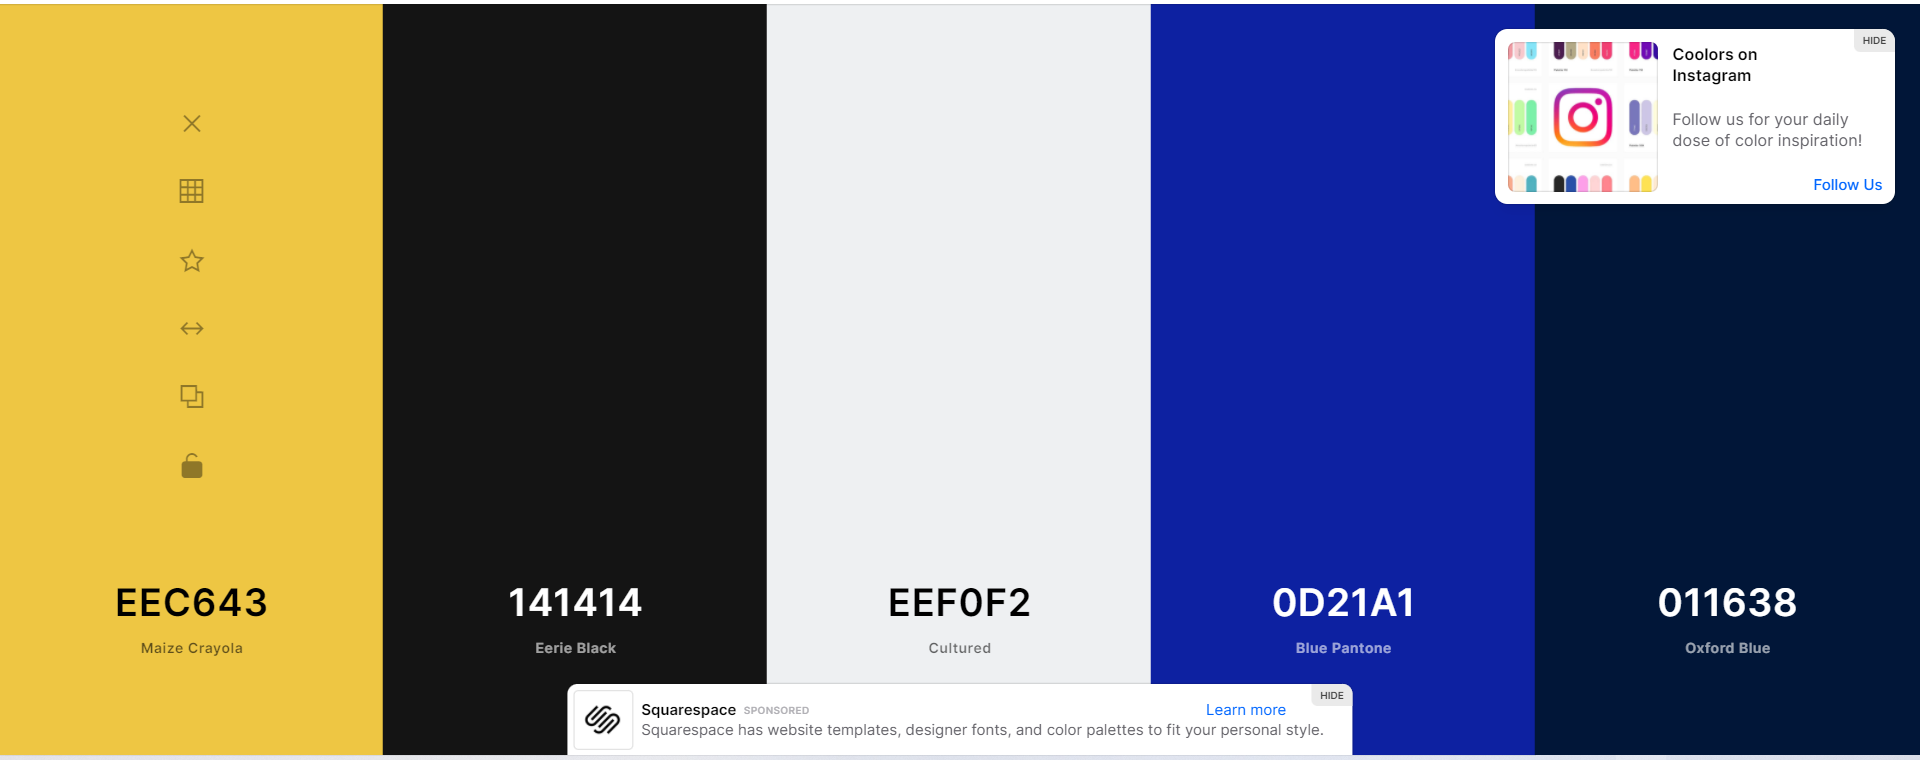 HIDE
Coolors on
Instagram
Follow us for your daily
dose of color inspiration!
Follow Us
EEC643
Maize Crayola
141414
Eerie Black
EEF0F2
Cultured
0D21A1
Blue Pantone
011638
Oxford Blue
HIDE
Squarespace SPONSORED
Learn more
Squarespace has website templates, designer fonts, and color palettes to fit your personal style.